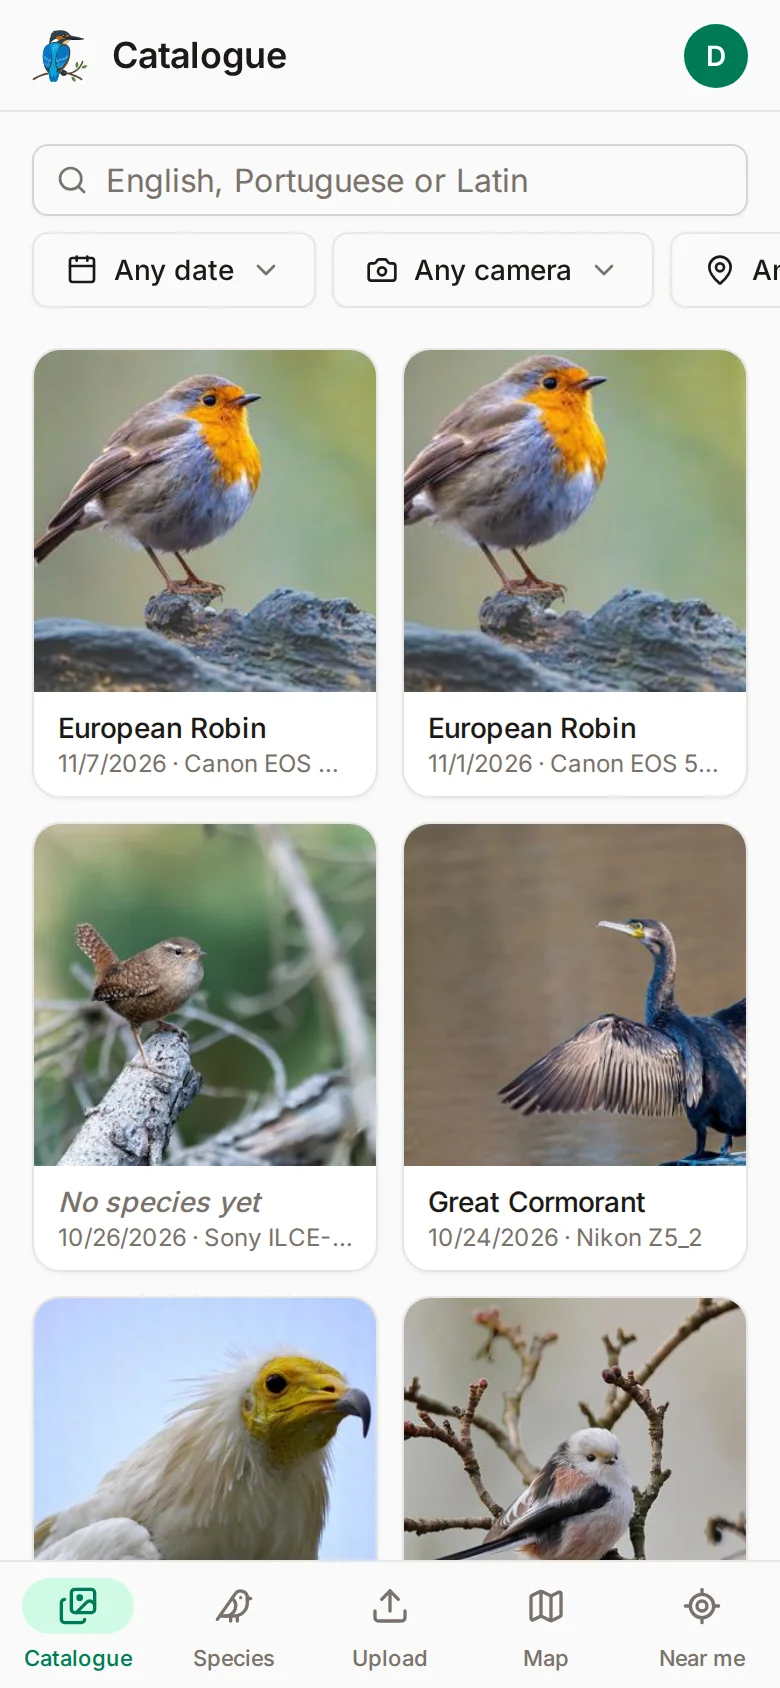 Catalogue
D
English, Portuguese or Latin
Any date
Any camera
European Robin
11/7/2026 · Canon EOS ...
European Robin
11/1/2026 · Canon EOS 5...
No species yet
10/26/2026 · Sony ILCE-...
Great Cormorant
10/24/2026 · Nikon Z5_2
Catalogue
Species
Upload
Map
Near me